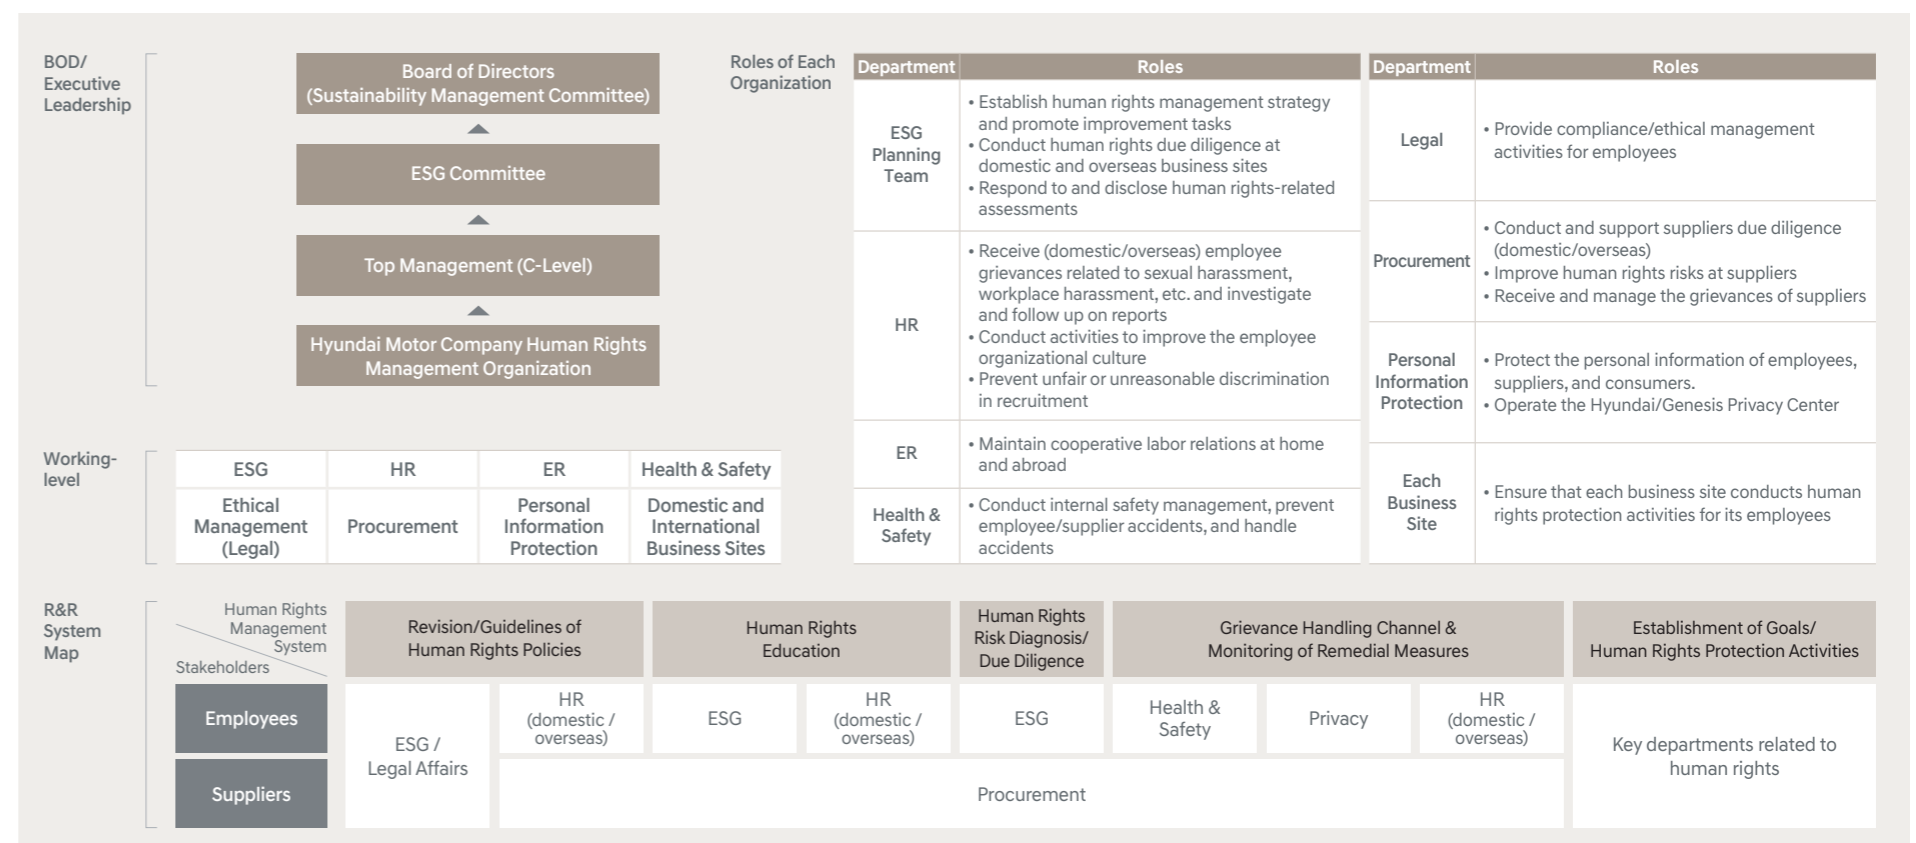 BOD/
Executive
Leadership
Board of Directors
(Sustainability Management Committee)
ESG Committee
Top Management (C-Level)
Hyundai Motor Company Human Rights
Management Organization
Working-
level
ESG
HR
ER
Health & Safety
Ethical
Management
(Legal)
Procurement
Personal
Information
Protection
Domestic and
International
Business Sites
Roles of Each
Organization
Department
Roles
ESG
Planning
Team
• Establish human rights management strategy
and promote improvement tasks
• Conduct human rights due diligence at
domestic and overseas business sites
• Respond to and disclose human rights-related
assessments
HR
• Receive (domestic/overseas) employee
grievances related to sexual harassment,
workplace harassment, etc. and investigate
and follow up on reports
• Conduct activities to improve the employee
organizational culture
• Prevent unfair or unreasonable discrimination
in recruitment
ER
• Maintain cooperative labor relations at home
and abroad
Health &
Safety
• Conduct internal safety management, prevent
employee/supplier accidents, and handle
accidents
Department
Roles
Legal
• Provide compliance/ethical management
activities for employees
Procurement
• Conduct and support suppliers due diligence
(domestic/overseas)
• Improve human rights risks at suppliers
• Receive and manage the grievances of suppliers
Personal
Information
Protection
• Protect the personal information of employees,
suppliers, and consumers.
• Operate the Hyundai/Genesis Privacy Center
Each
Business
Site
• Ensure that each business site conducts human
rights protection activities for its employees
R&R
System
Map
Human Rights
Management
System
Stakeholders
Revision/Guidelines of
Human Rights Policies
Human Rights
Education
Human Rights
Risk Diagnosis/
Due Diligence
Grievance Handling Channel &
Monitoring of Remedial Measures
Establishment of Goals/
Human Rights Protection Activities
Employees
ESG /
Legal Affairs
HR
(domestic /
overseas)
ESG
HR
(domestic /
overseas)
ESG
Health &
Safety
Privacy
HR
(domestic /
overseas)
Key departments related to
human rights
Suppliers
Procurement